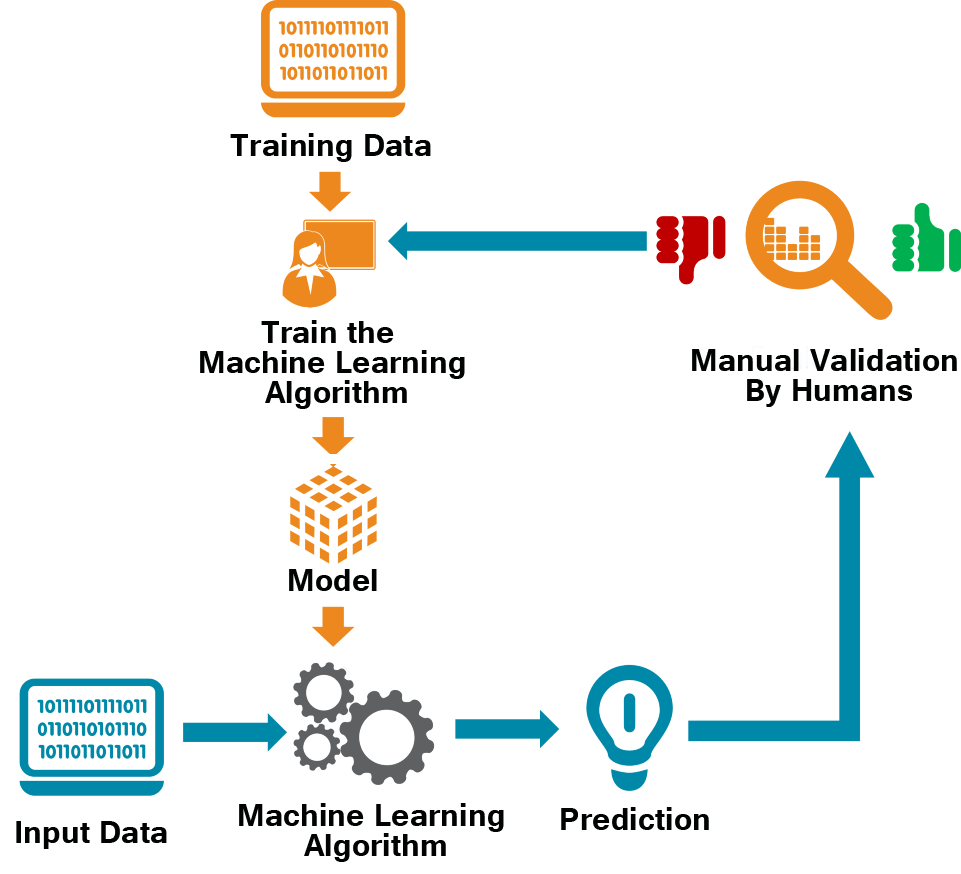 1011110111011
0110110101110
1011011011011
Training Data
Train the
Machine Learning
Algorithm
Manual Validation
By Humans
Model
1011110111011
0110110101110
1011011011011
Input Data
Machine Learning
Algorithm
Prediction